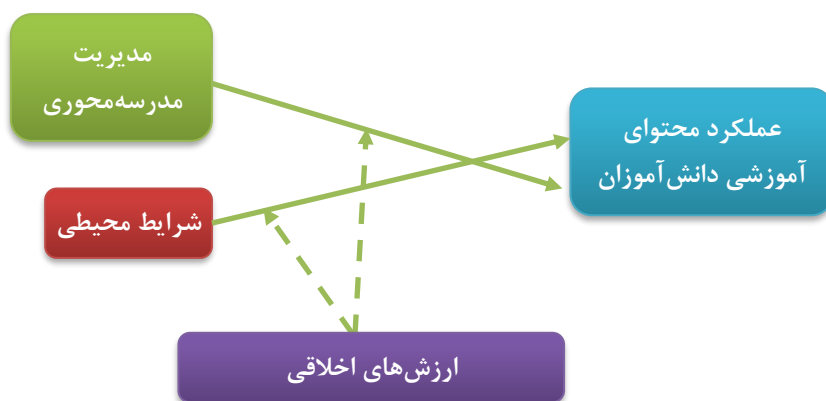 مدیریت
مدرسه‌محوری
عملکرد محتوای
آموزشی دانش‌آموزان
شرایط محیطی
ارزش‌های اخلاقی